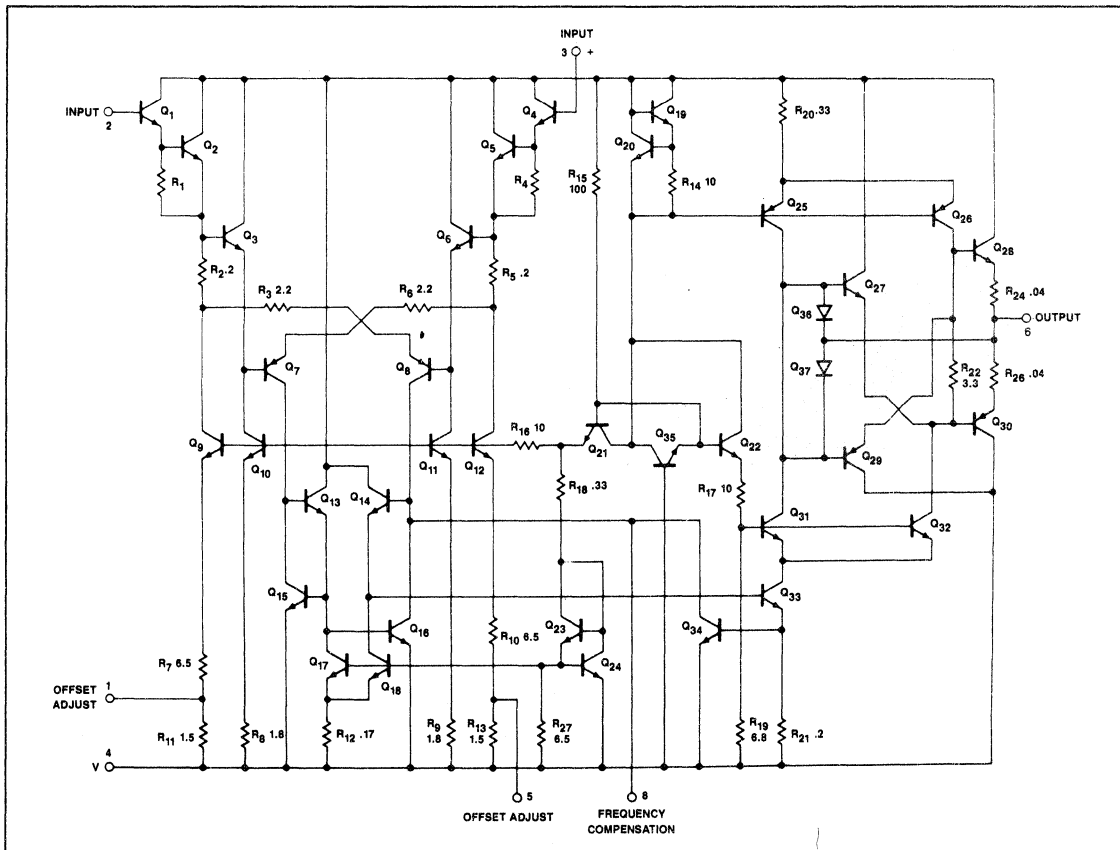 INPUT
3 +
INPUT
2
Q1
Q2
R1
Q3
R2 .2
R3 2.2
R6 2.2
Q4
Q5
R4
Q6
R5 .2
R15
100
Q19
Q20
R14 10
R20 .33
Q25
Q26
Q28
Q27
R24 .04
Q36
OUTPUT
6
Q37
R22
3.3
R26 .04
Q7
Q8
Q9
Q10
Q11
Q12
R16 10
Q21
Q35
Q22
Q29
Q30
R18 .33
R17 10
Q13
Q14
Q31
Q32
Q15
Q16
Q33
Q17
Q18
R10 6.5
Q23
Q24
Q34
R7 6.5
OFFSET
ADJUST
1
R11 1.5
R8 1.8
R12 .17
R9
1.8
R13
1.5
R27
6.5
R19
6.8
R21 .2
V
4
5
OFFSET ADJUST
8
FREQUENCY
COMPENSATION